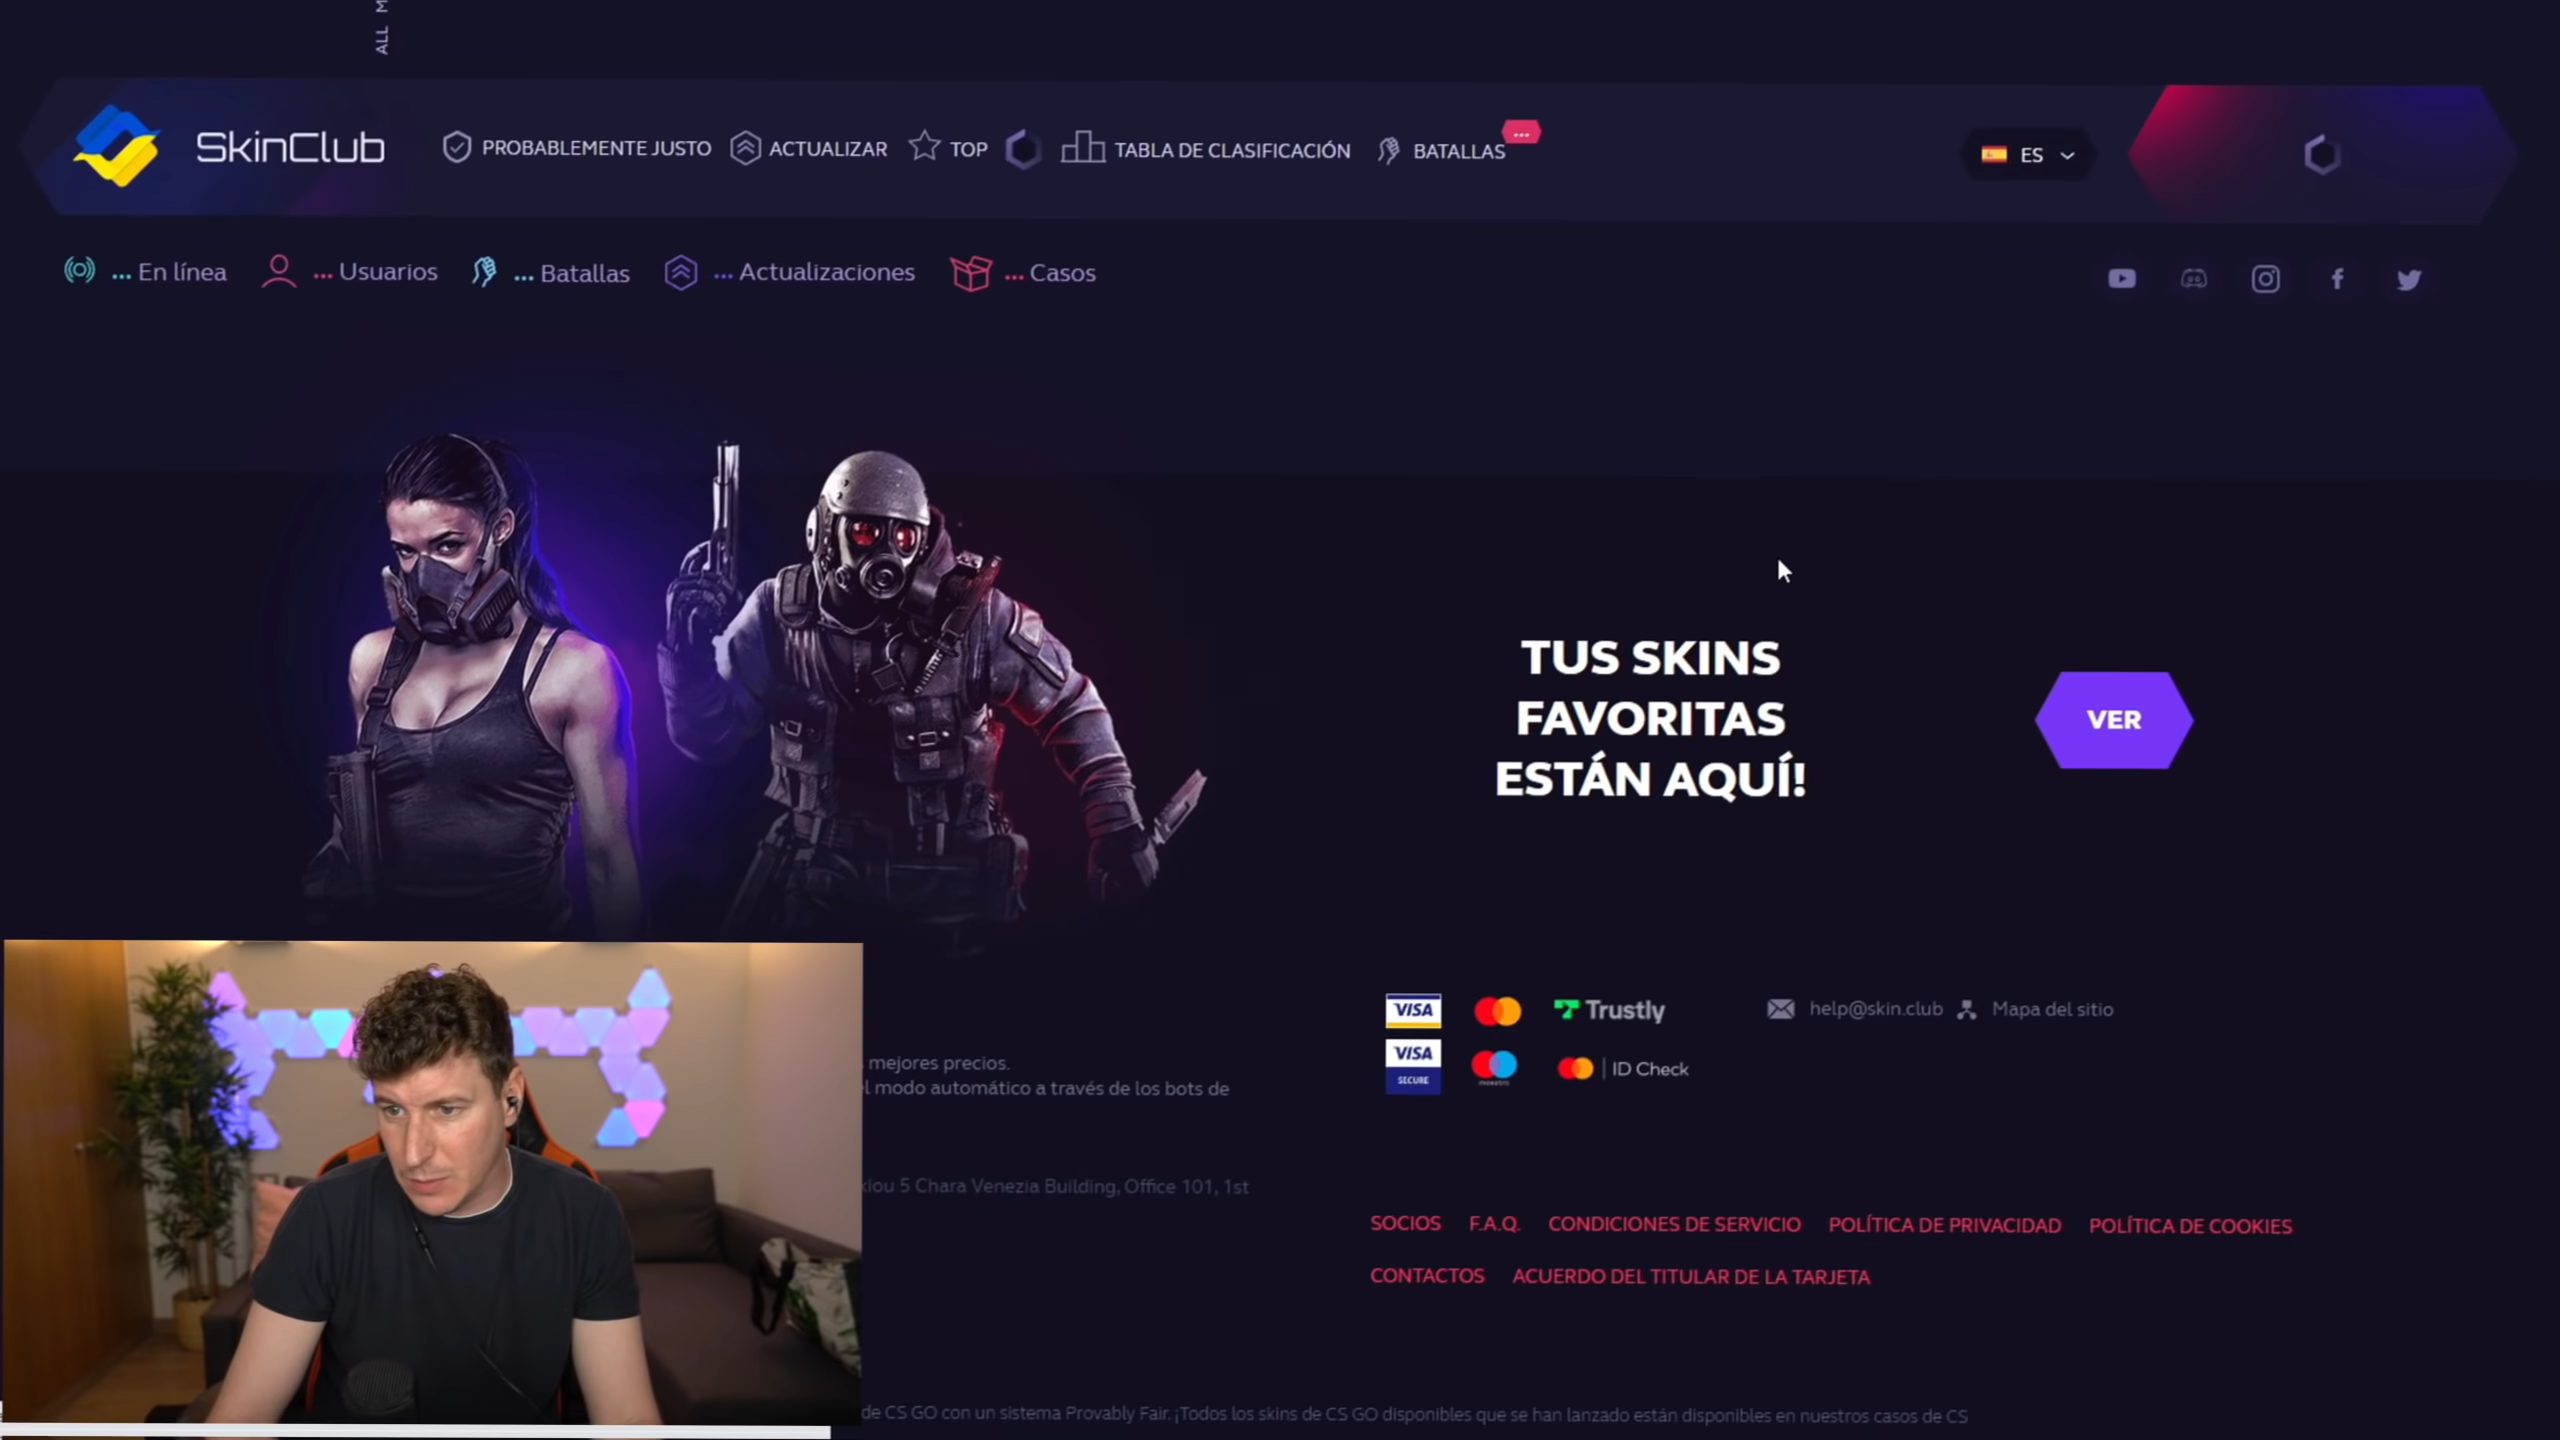 ALL M
SkinClub
PROBABLEMENTE JUSTO
ACTUALIZAR
TOP
TABLA DE CLASIFICACIÓN
BATALLAS
...
ES
... En línea
... Usuarios
... Batallas
... Actualizaciones
... Casos
TUS SKINS
FAVORITAS
ESTÁN AQUÍ!
VER
VISA
Trustly
help@skin.club
Mapa del sitio
VISA
SECURE
maestro
ID Check
mejores precios.
l modo automático a través de los bots de
kiou 5 Chara Venezia Building, Office 101, 1st
SOCIOS F.A.Q. CONDICIONES DE SERVICIO POLÍTICA DE PRIVACIDAD POLÍTICA DE COOKIES
CONTACTOS ACUERDO DEL TITULAR DE LA TARJETA
de CS GO con un sistema Provably Fair. ¡Todos los skins de CS GO disponibles que se han lanzado están disponibles en nuestros casos de CS